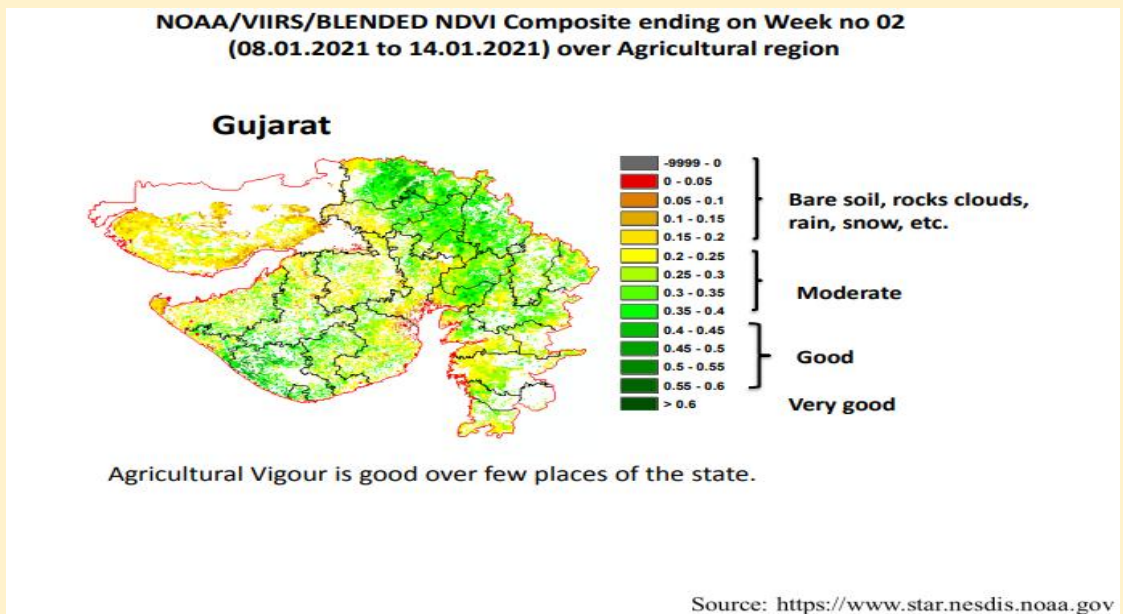 NOAA/VIIRS/BLENDED NDVI Composite ending on Week no 02
(08.01.2021 to 14.01.2021) over Agricultural region
Gujarat
-9999 - 0
0 - 0.05
0.05 - 0.1
0.1 - 0.15
0.15 - 0.2
0.2 - 0.25
0.25 - 0.3
0.3 - 0.35
0.35 - 0.4
0.4 - 0.45
0.45 - 0.5
0.5 - 0.55
0.55 - 0.6
> 0.6
Bare soil, rocks clouds,
rain, snow, etc.
Moderate
Good
Very good
Agricultural Vigour is good over few places of the state.
Source: https://www.star.nesdis.noaa.gov